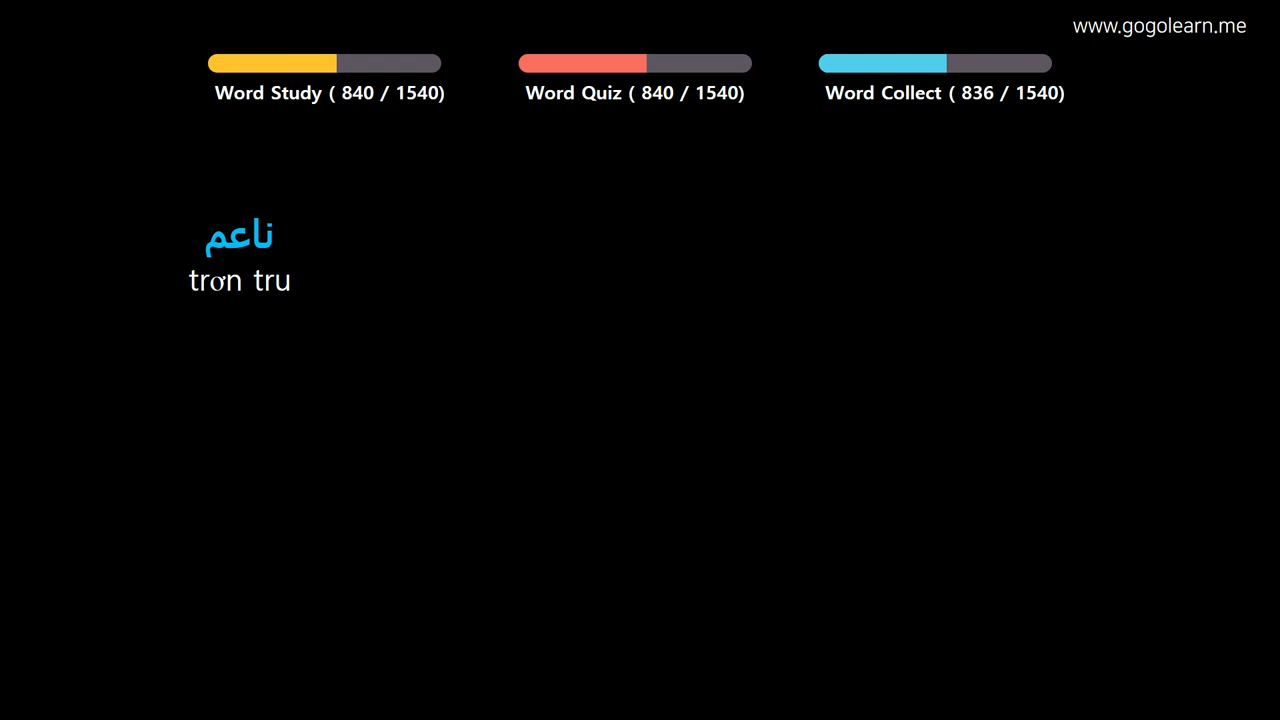 www.gogolearn.me
Word Study ( 840 / 1540)
Word Quiz ( 840 / 1540)
Word Collect ( 836 / 1540)
ناعم
trơn tru